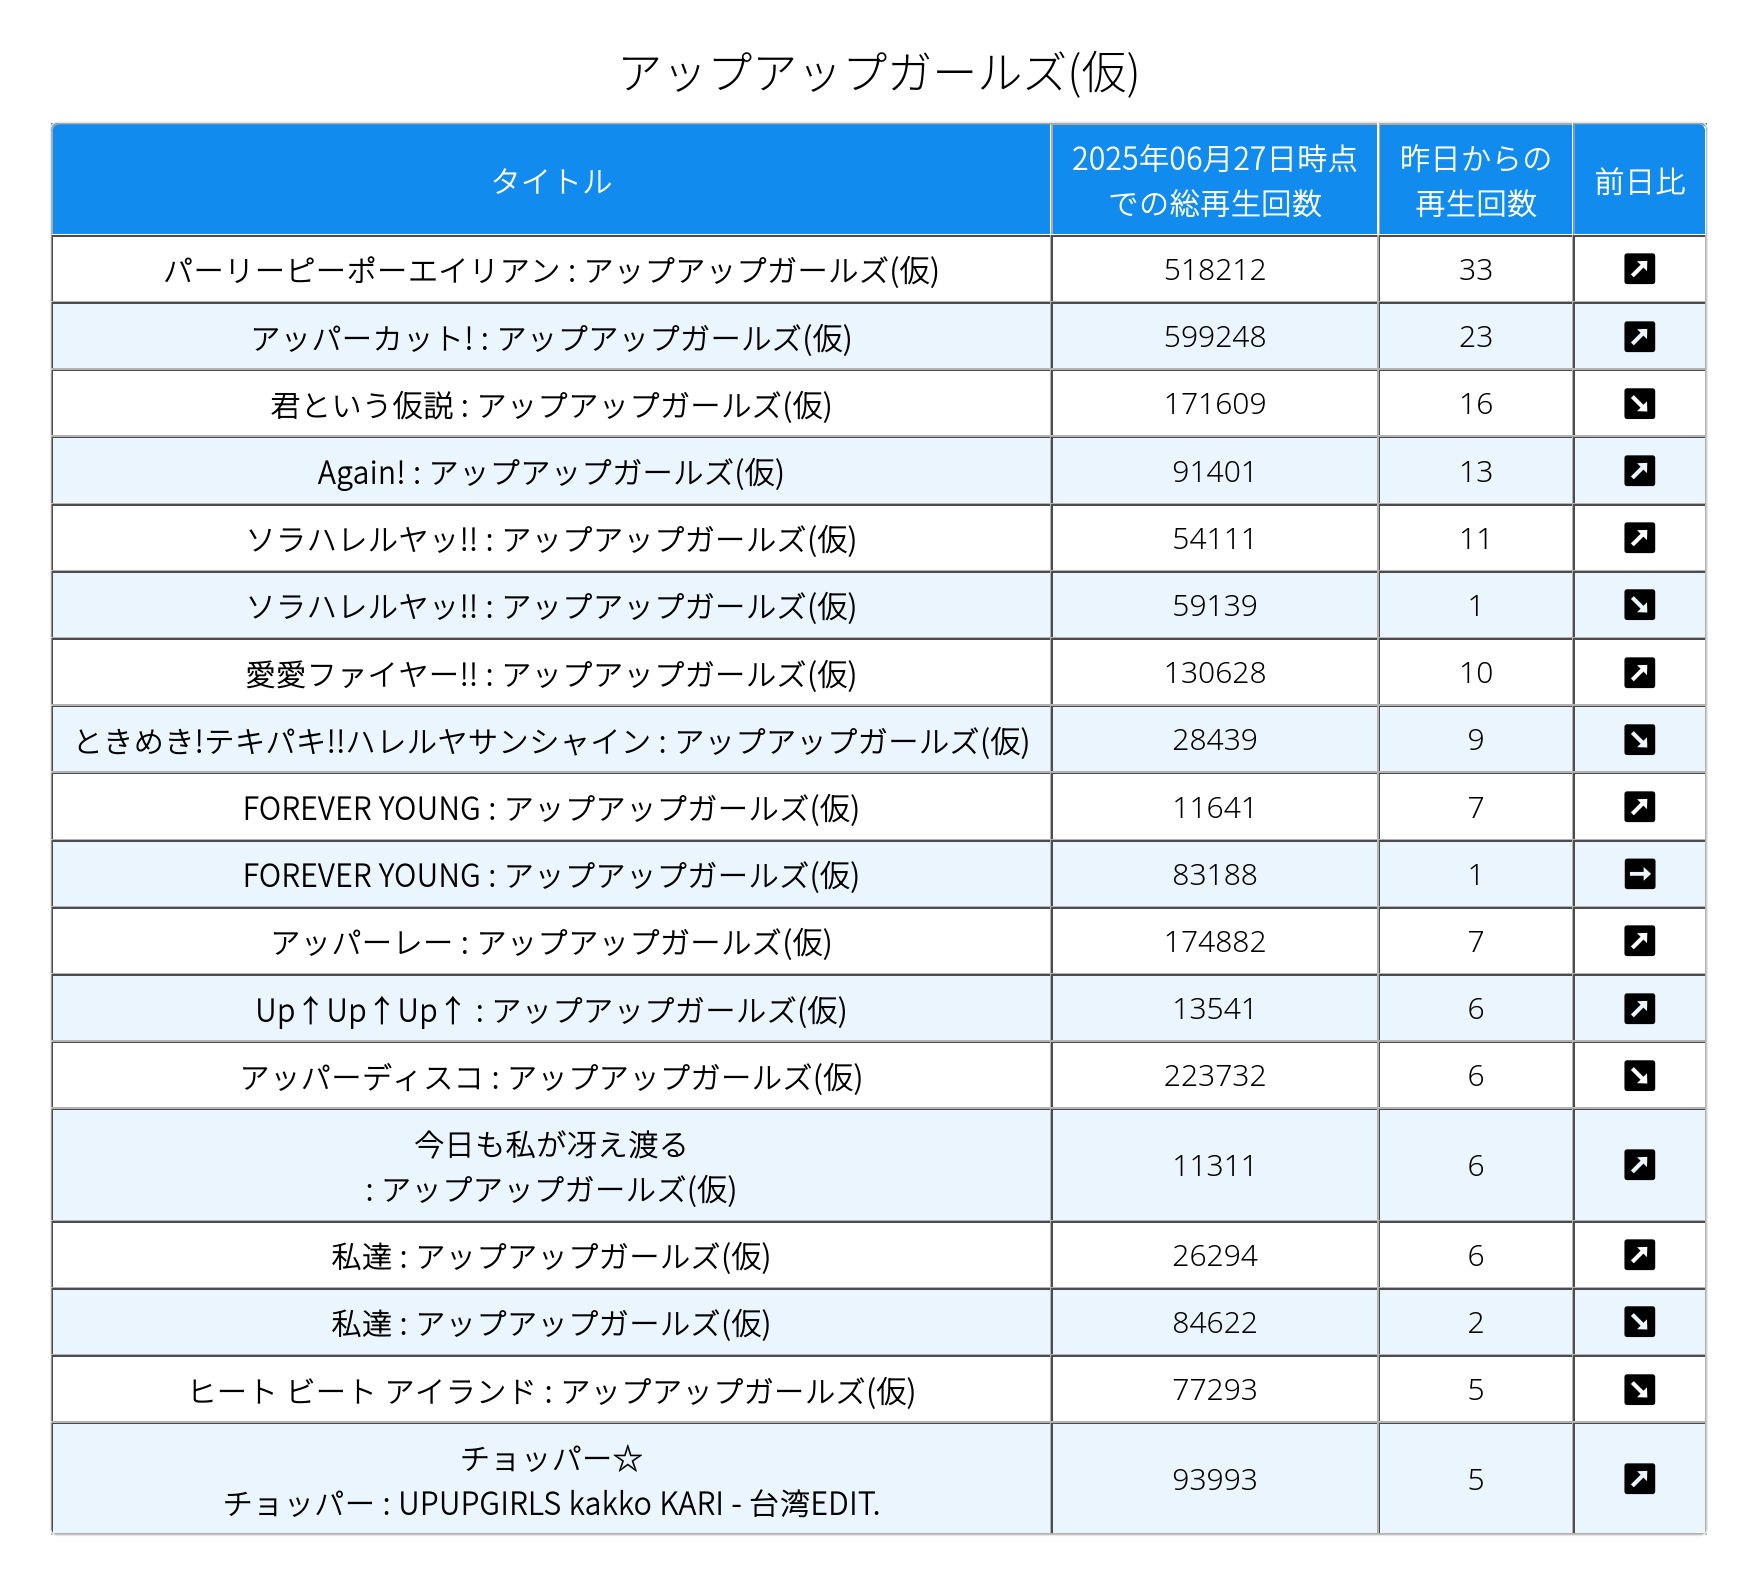 アップアップガールズ(仮)
タイトル
2025年06月27日時点
での総再生回数
昨日からの
再生回数
前日比
パーリーピーポーエイリアン : アップアップガールズ(仮) 518212 33 ↗
アッパーカット! : アップアップガールズ(仮) 599248 23 ↗
君という仮説 : アップアップガールズ(仮) 171609 16 ↘
Again! : アップアップガールズ(仮) 91401 13 ↗
ソラハレルヤッ!! : アップアップガールズ(仮) 54111 11 ↗
ソラハレルヤッ!! : アップアップガールズ(仮) 59139 1 ↘
愛愛ファイヤー!! : アップアップガールズ(仮) 130628 10 ↗
ときめき!テキパキ!!ハレルヤサンシャイン : アップアップガールズ(仮) 28439 9 ↘
FOREVER YOUNG : アップアップガールズ(仮) 11641 7 ↗
FOREVER YOUNG : アップアップガールズ(仮) 83188 1 →
アッパーレー : アップアップガールズ(仮) 174882 7 ↗
Up↑Up↑Up↑ : アップアップガールズ(仮) 13541 6 ↗
アッパーディスコ : アップアップガールズ(仮) 223732 6 ↘
今日も私が冴え渡る
: アップアップガールズ(仮) 11311 6 ↗
私達 : アップアップガールズ(仮) 26294 6 ↗
私達 : アップアップガールズ(仮) 84622 2 ↘
ヒート ビート アイランド : アップアップガールズ(仮) 77293 5 ↘
チョッパー☆
チョッパー : UPUPGIRLS kakko KARI - 台湾EDIT. 93993 5 ↗